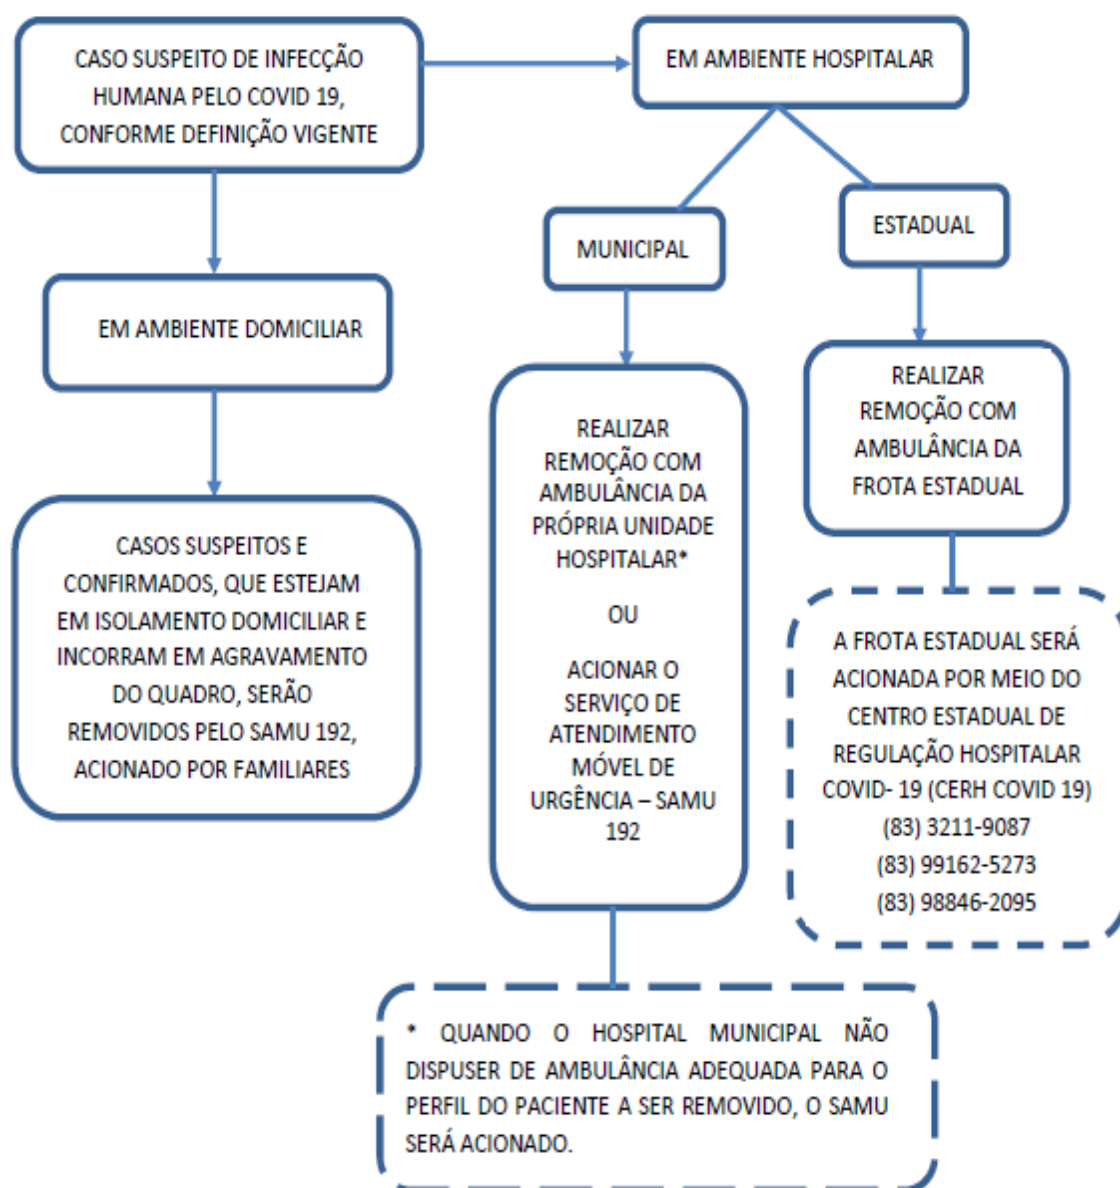 CASO SUSPEITO DE INFECÇÃO
HUMANA PELO COVID 19,
CONFORME DEFINIÇÃO VIGENTE
EM AMBIENTE HOSPITALAR
MUNICIPAL
ESTADUAL
EM AMBIENTE DOMICILIAR
REALIZAR
REMOÇÃO COM
AMBULÂNCIA DA
PRÓPRIA UNIDADE
HOSPITALAR*
OU
ACIONAR O
SERVIÇO DE
ATENDIMENTO
MÓVEL DE
URGÊNCIA – SAMU
192
REALIZAR
REMOÇÃO COM
AMBULÂNCIA DA
FROTA ESTADUAL
CASOS SUSPEITOS E
CONFIRMADOS, QUE ESTEJAM
EM ISOLAMENTO DOMICILIAR E
INCORRAM EM AGRAVAMENTO
DO QUADRO, SERÃO
REMOVIDOS PELO SAMU 192,
ACIONADO POR FAMILIARES
A FROTA ESTADUAL SERÁ
ACIONADA POR MEIO DO
CENTRO ESTADUAL DE
REGULAÇÃO HOSPITALAR
COVID- 19 (CERH COVID 19)
(83) 3211-9087
(83) 99162-5273
(83) 98846-2095
* QUANDO O HOSPITAL MUNICIPAL NÃO
DISPUSER DE AMBULÂNCIA ADEQUADA PARA O
PERFIL DO PACIENTE A SER REMOVIDO, O SAMU
SERÁ ACIONADO.